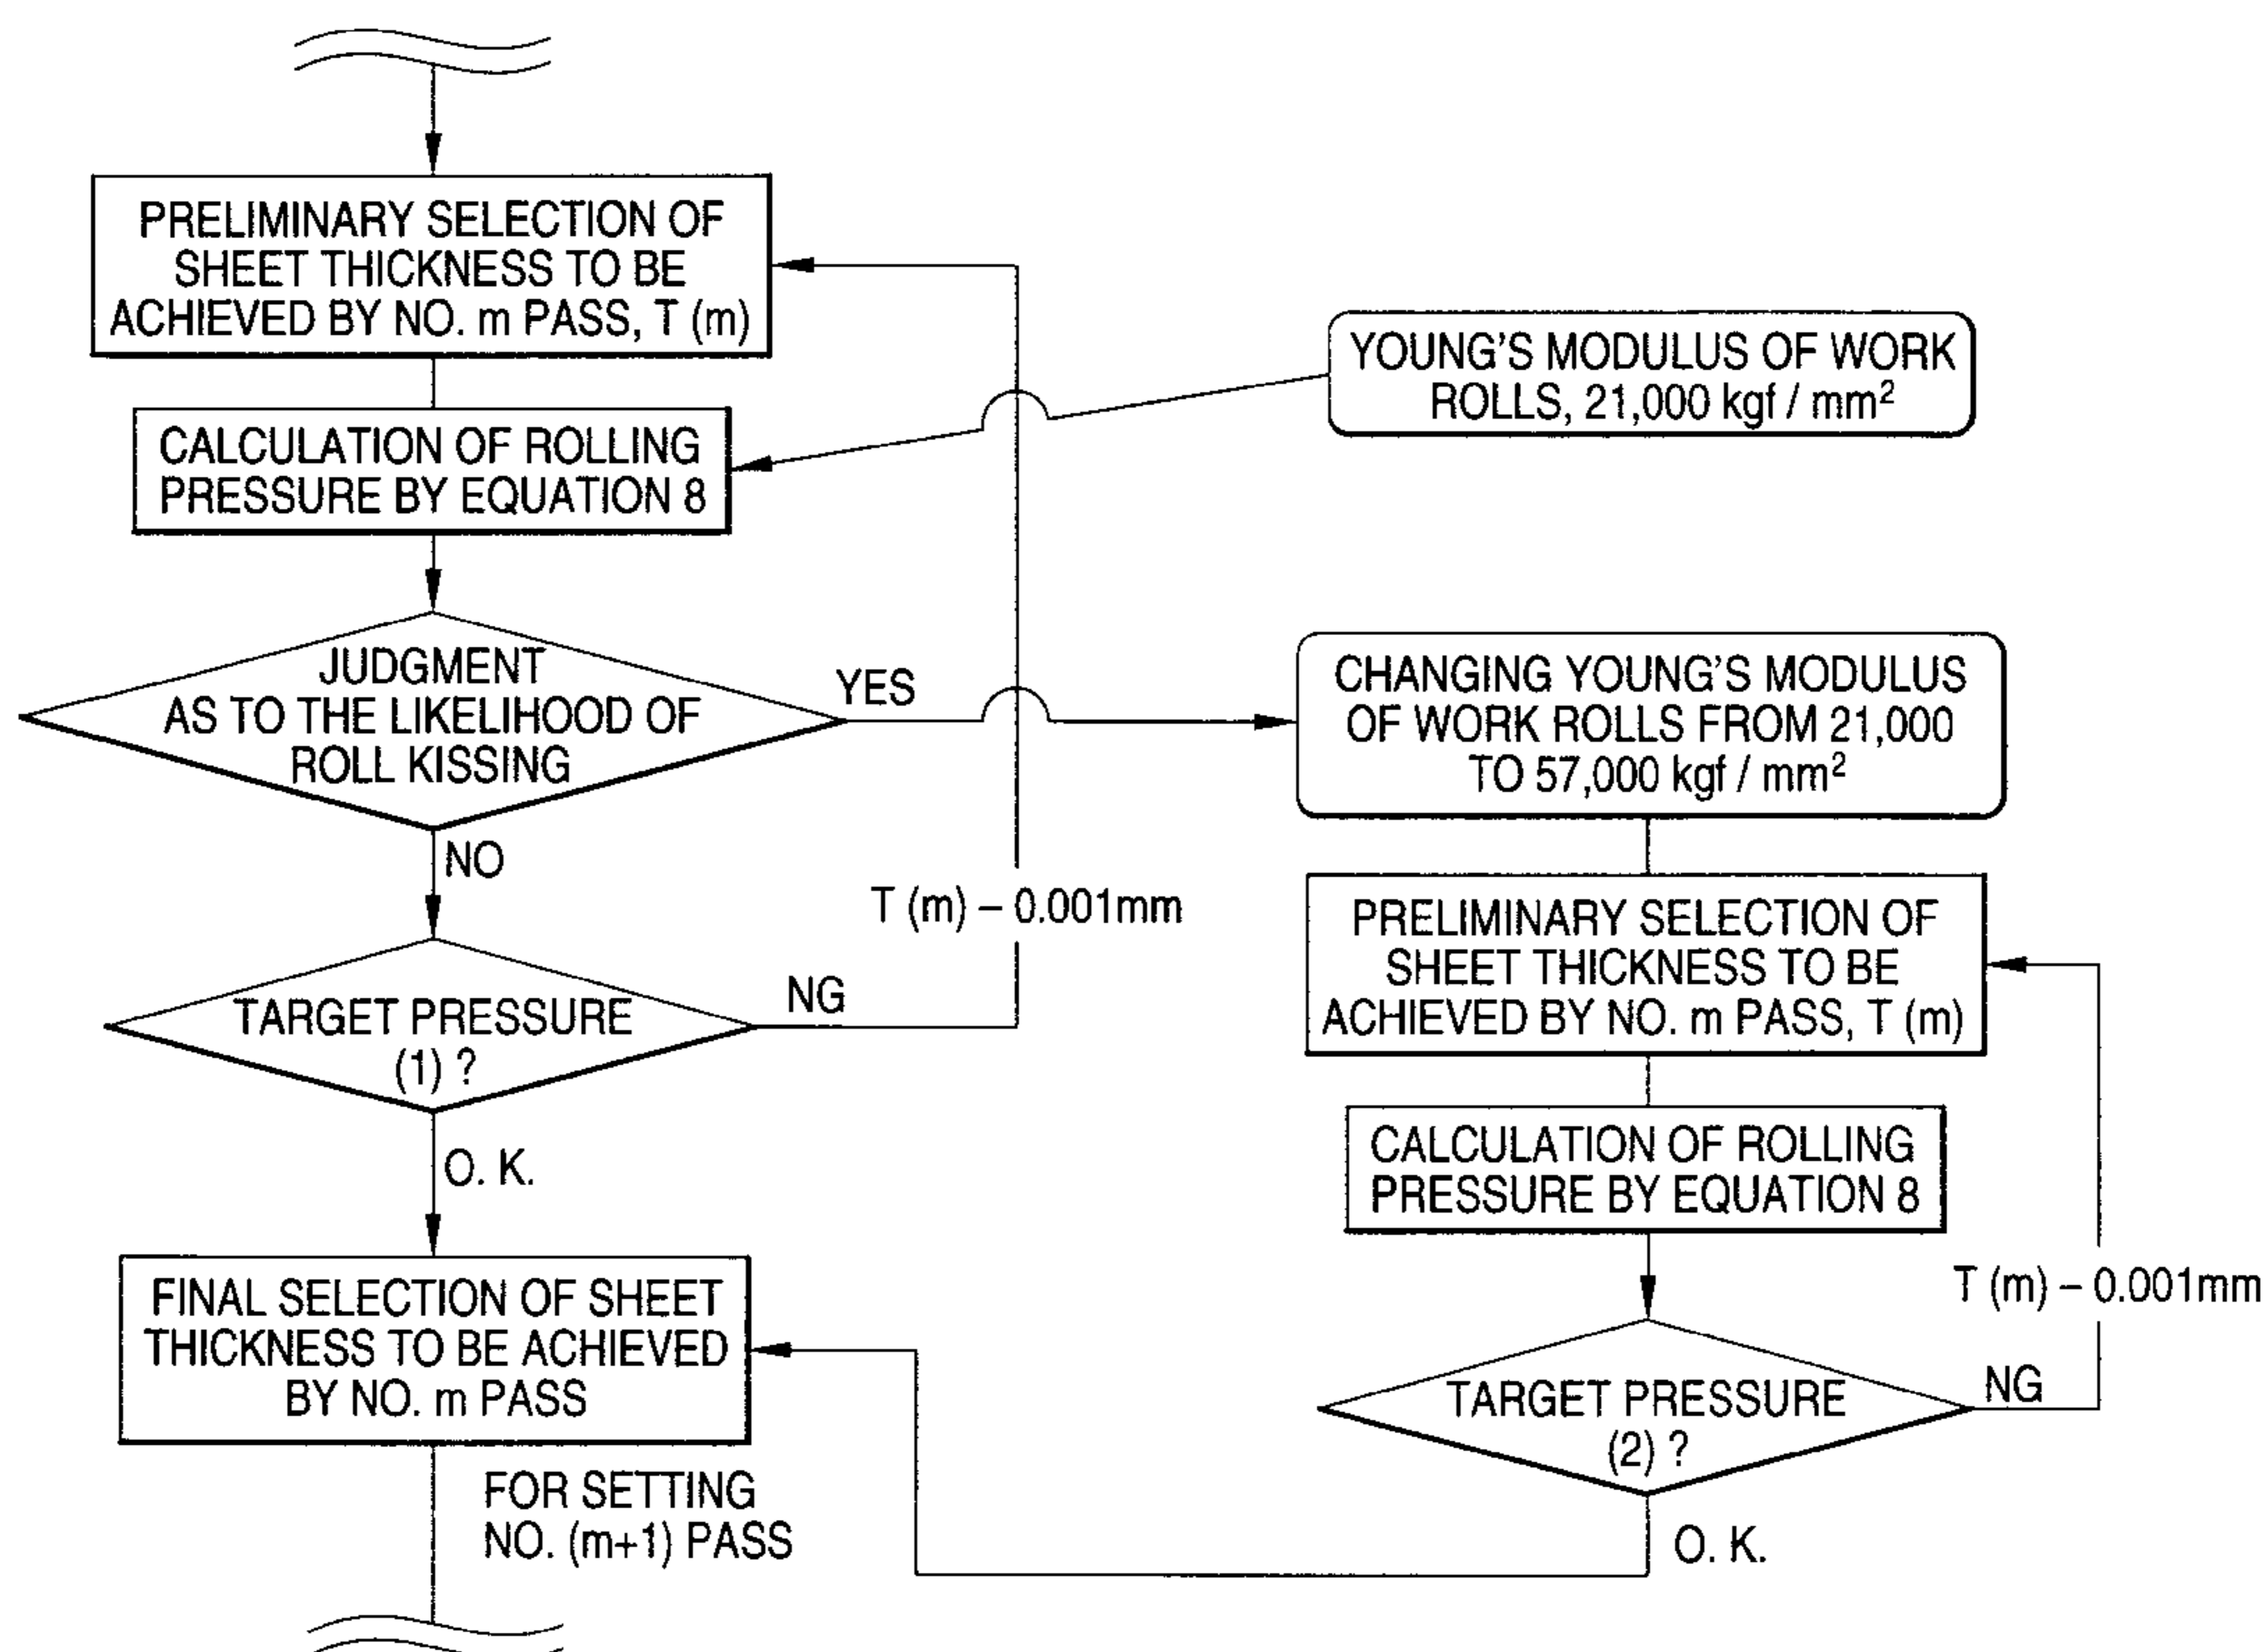 PRELIMINARY SELECTION OF
SHEET THICKNESS TO BE
ACHIEVED BY NO. m PASS, T (m)
YOUNG'S MODULUS OF WORK
ROLLS, 21,000 kgf / mm²
CALCULATION OF ROLLING
PRESSURE BY EQUATION 8
JUDGMENT
AS TO THE LIKELIHOOD OF
ROLL KISSING
YES
CHANGING YOUNG'S MODULUS
OF WORK ROLLS FROM 21,000
TO 57,000 kgf / mm²
NO
T (m) – 0.001mm
PRELIMINARY SELECTION OF
SHEET THICKNESS TO BE
ACHIEVED BY NO. m PASS, T (m)
TARGET PRESSURE
(1) ?
NG
CALCULATION OF ROLLING
PRESSURE BY EQUATION 8
O. K.
T (m) – 0.001mm
FINAL SELECTION OF SHEET
THICKNESS TO BE ACHIEVED
BY NO. m PASS
TARGET PRESSURE
(2) ?
NG
FOR SETTING
NO. (m+1) PASS
O. K.